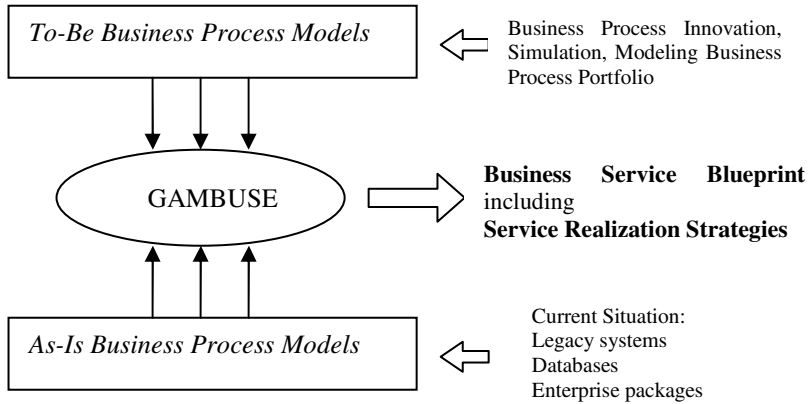 To-Be Business Process Models
Business Process Innovation,
Simulation, Modeling Business
Process Portfolio
GAMBUSE
Business Service Blueprint
including
Service Realization Strategies
As-Is Business Process Models
Current Situation:
Legacy systems
Databases
Enterprise packages